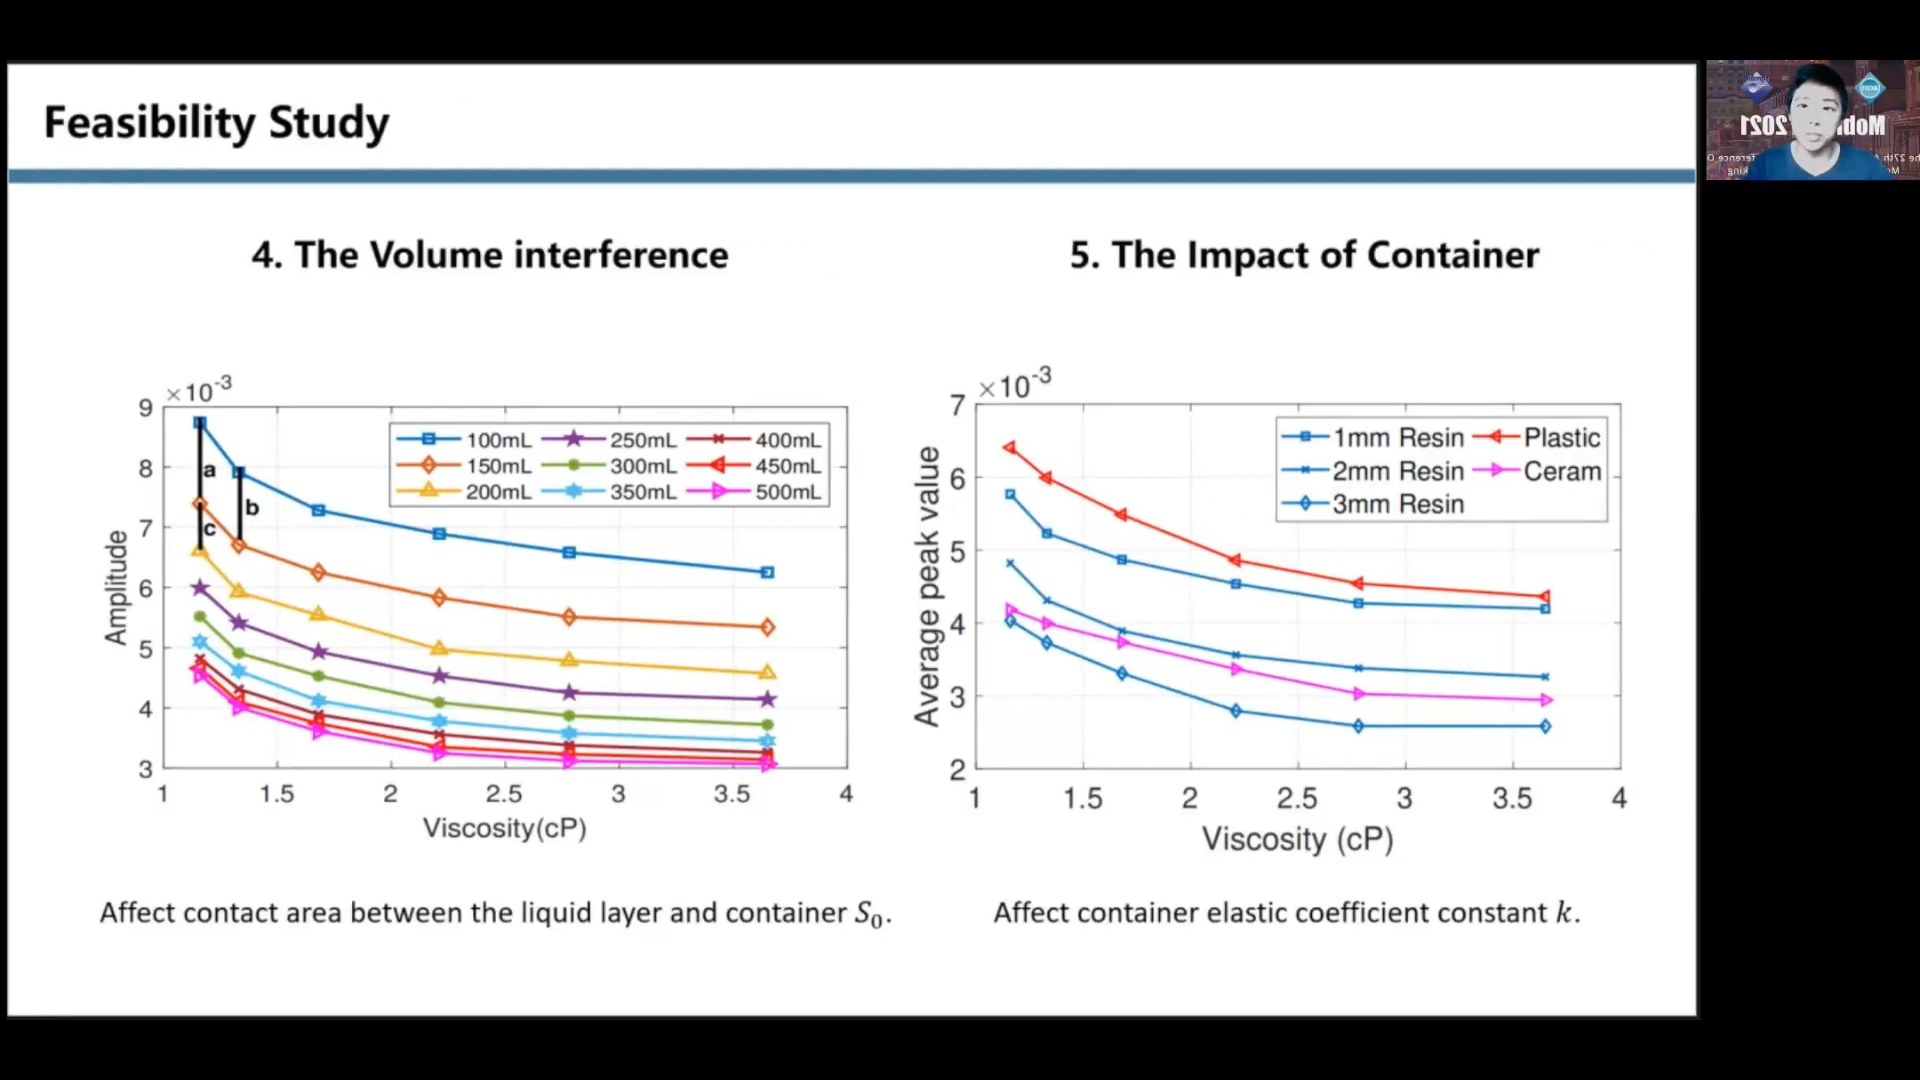 Feasibility Study
4. The Volume interference
×10-3
9
8
7
6
5
4
3
Amplitude
a
b
c
100mL 250mL 400mL
150mL 300mL 450mL
200mL 350mL 500mL
1 1.5 2 2.5 3 3.5 4
Viscosity(cP)
Affect contact area between the liquid layer and container S0.
5. The Impact of Container
×10-3
7
6
5
4
3
2
Average peak value
1mm Resin Plastic
2mm Resin Ceram
3mm Resin
1 1.5 2 2.5 3 3.5 4
Viscosity (cP)
Affect container elastic coefficient constant k.
acm
2021